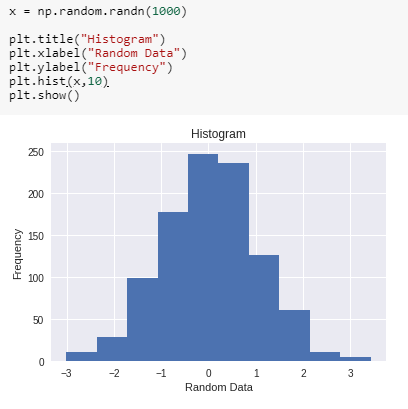 x = np.random.randn(1000)
plt.title("Histogram")
plt.xlabel("Random Data")
plt.ylabel("Frequency")
plt.hist(x,10)
plt.show()
Histogram
250
200
150
100
50
0
Frequency
−3 −2 −1 0 1 2 3
Random Data